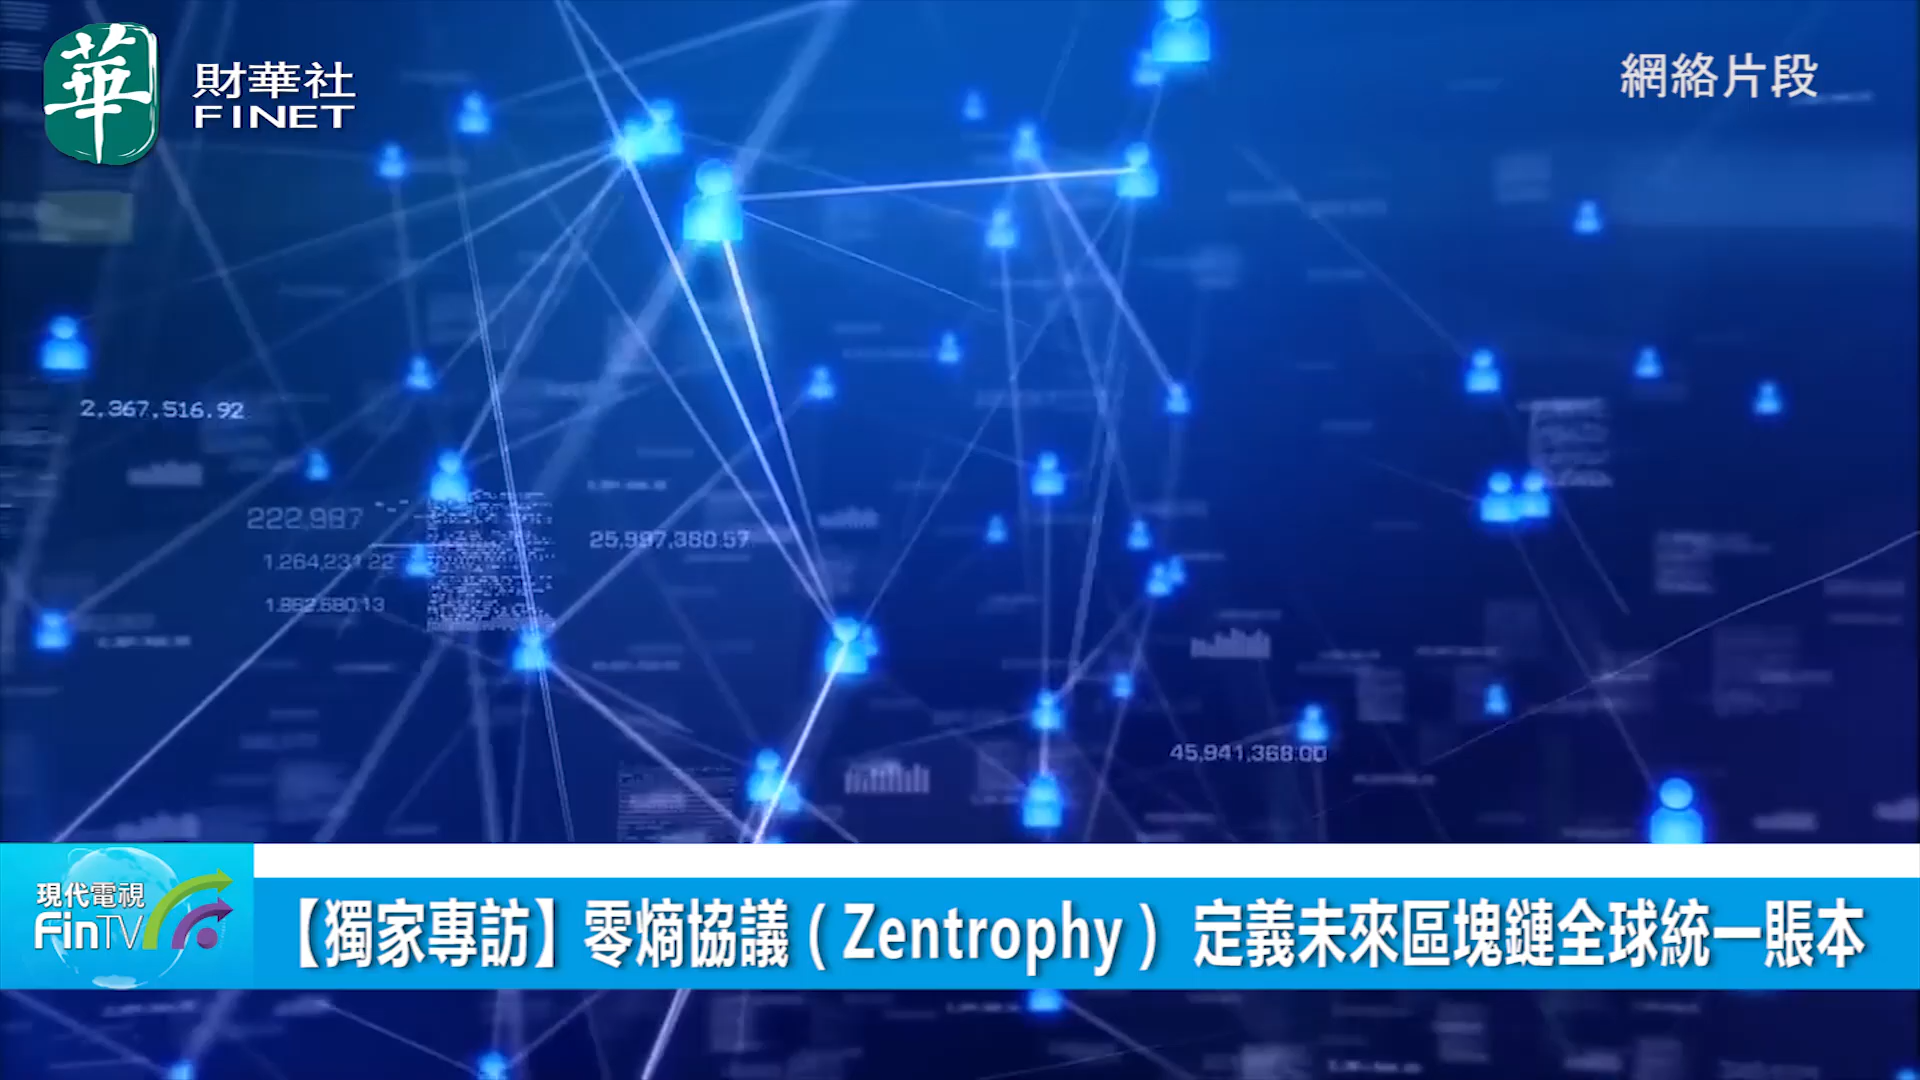 華
財華社
FINET
網絡片段
2,367,516.92
222,987
1.264,231.22
25,997,380.57
1.862.680.13
45,941,368.00
現代電視
FinTV
【獨家專訪】零熵協議（Zentrophy） 定義未來區塊鏈全球統一賬本